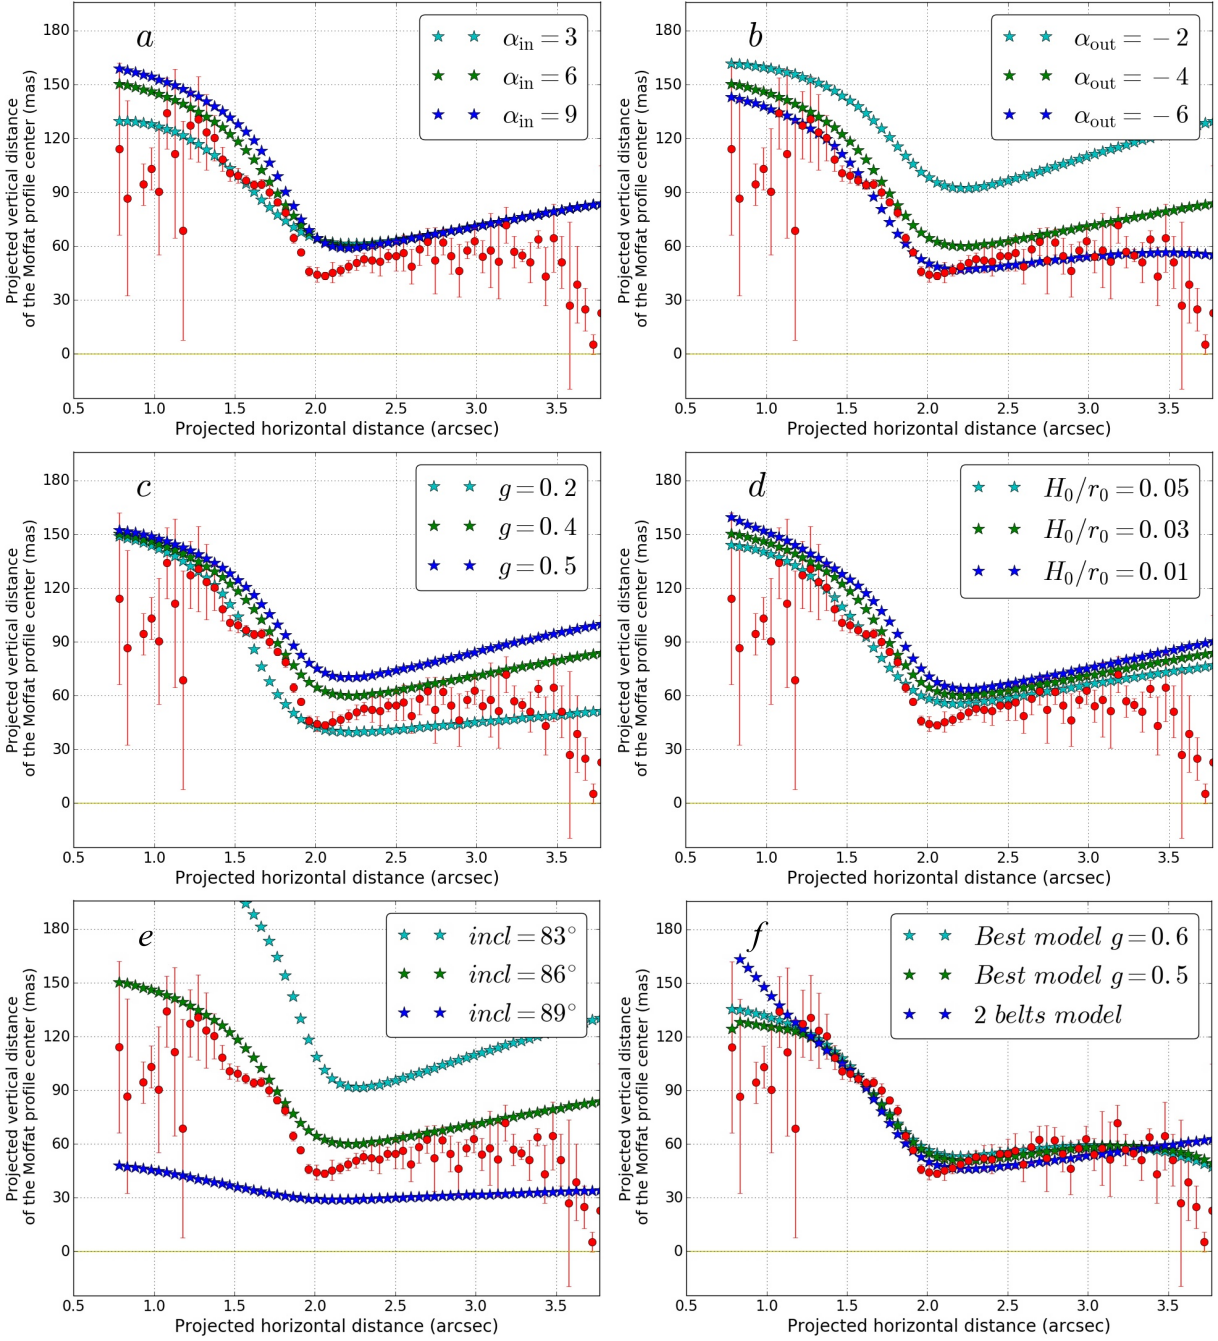 a
α_in = 3
α_in = 6
α_in = 9
180
150
120
90
60
30
0
0.5 1.0 1.5 2.0 2.5 3.0 3.5
Projected vertical distance
of the Moffat profile center (mas)
Projected horizontal distance (arcsec)
b
α_out = −2
α_out = −4
α_out = −6
180
150
120
90
60
30
0
0.5 1.0 1.5 2.0 2.5 3.0 3.5
Projected vertical distance
of the Moffat profile center (mas)
Projected horizontal distance (arcsec)
c
g = 0.2
g = 0.4
g = 0.5
180
150
120
90
60
30
0
0.5 1.0 1.5 2.0 2.5 3.0 3.5
Projected vertical distance
of the Moffat profile center (mas)
Projected horizontal distance (arcsec)
d
H_0/r_0 = 0.05
H_0/r_0 = 0.03
H_0/r_0 = 0.01
180
150
120
90
60
30
0
0.5 1.0 1.5 2.0 2.5 3.0 3.5
Projected vertical distance
of the Moffat profile center (mas)
Projected horizontal distance (arcsec)
e
incl = 83°
incl = 86°
incl = 89°
180
150
120
90
60
30
0
0.5 1.0 1.5 2.0 2.5 3.0 3.5
Projected vertical distance
of the Moffat profile center (mas)
Projected horizontal distance (arcsec)
f
Best model g = 0.6
Best model g = 0.5
2 belts model
180
150
120
90
60
30
0
0.5 1.0 1.5 2.0 2.5 3.0 3.5
Projected vertical distance
of the Moffat profile center (mas)
Projected horizontal distance (arcsec)